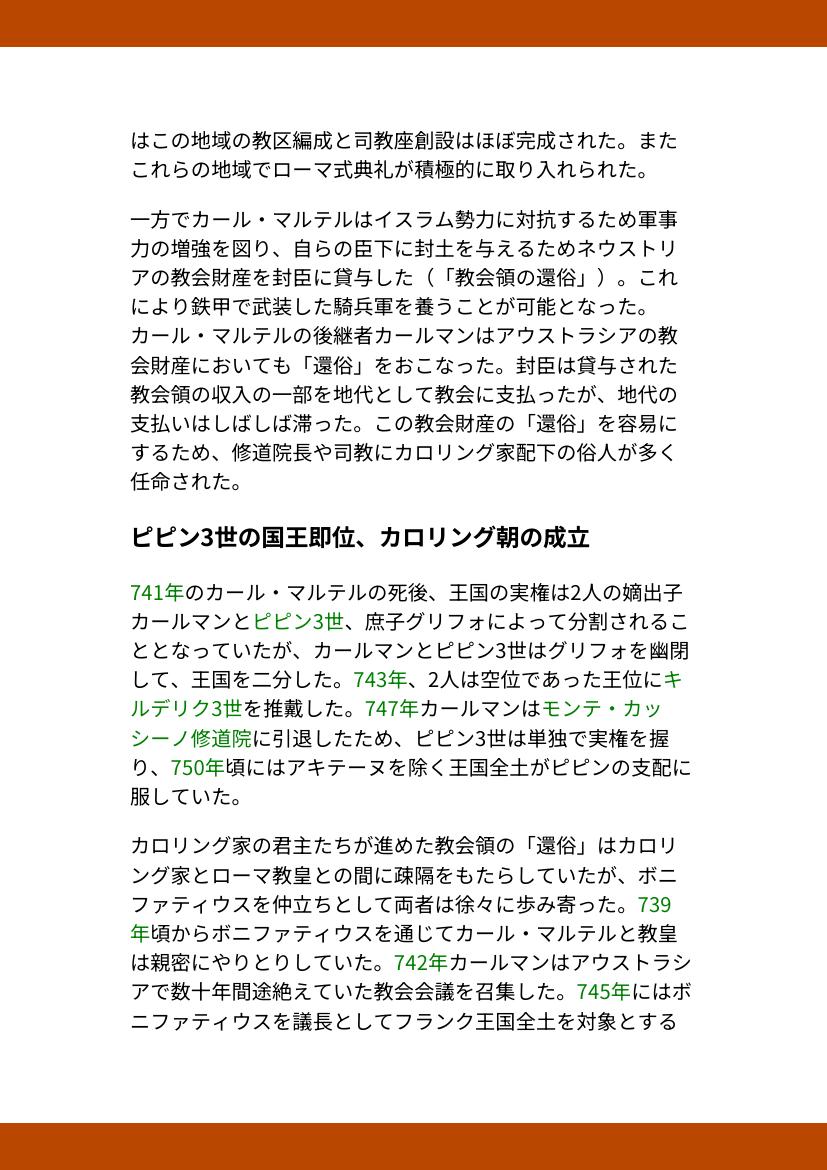 はこの地域の教区編成と司教座創設はほぼ完成された。また
これらの地域でローマ式典礼が積極的に取り入れられた。
一方でカール・マルテルはイスラム勢力に対抗するため軍事
力の増強を図り、自らの臣下に封土を与えるためネウストリ
アの教会財産を封臣に貸与した（「教会領の還俗」）。これ
により鉄甲で武装した騎兵軍を養うことが可能となった。
カール・マルテルの後継者カールマンはアウストラシアの教
会財産においても「還俗」をおこなった。封臣は貸与された
教会領の収入の一部を地代として教会に支払ったが、地代の
支払いはしばしば滞った。この教会財産の「還俗」を容易に
するため、修道院長や司教にカロリング家配下の俗人が多く
任命された。
ピピン3世の国王即位、カロリング朝の成立
741年のカール・マルテルの死後、王国の実権は2人の嫡出子
カールマンとピピン3世、庶子グリフォによって分割されるこ
ととなっていたが、カールマンとピピン3世はグリフォを幽閉
して、王国を二分した。743年、2人は空位であった王位にキ
ルデリク3世を推戴した。747年カールマンはモンテ・カッ
シーノ修道院に引退したため、ピピン3世は単独で実権を握
り、750年頃にはアキテーヌを除く王国全土がピピンの支配に
服していた。
カロリング家の君主たちが進めた教会領の「還俗」はカロリ
ング家とローマ教皇との間に疎隔をもたらしていたが、ボニ
ファティウスを仲立ちとして両者は徐々に歩み寄った。739
年頃からボニファティウスを通じてカール・マルテルと教皇
は親密にやりとりしていた。742年カールマンはアウストラシ
アで数十年間途絶えていた教会会議を召集した。745年にはボ
ニファティウスを議長としてフランク王国全土を対象とする